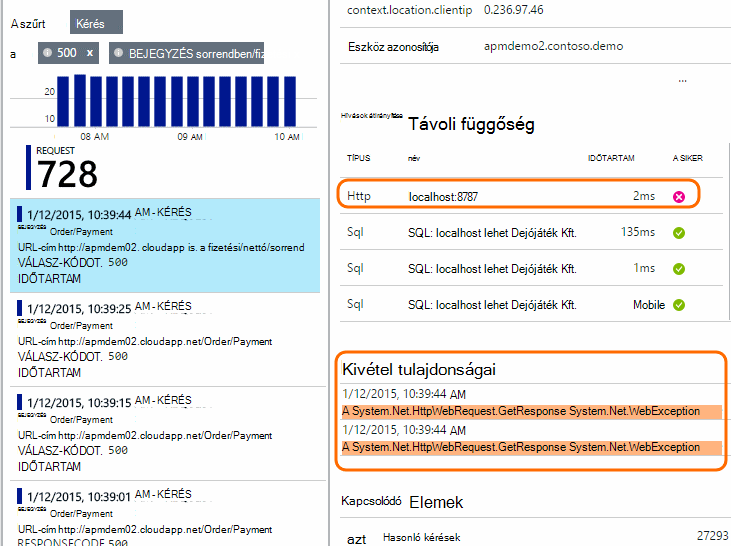 A szűrt Kérés
a 500 x BEJEGYZÉS sorrendben/fiz
20
10
08 AM 09 AM 10 AM
REQUEST
728
1/12/2015, 10:39:44 AM - KÉRÉS
BEJEGYZÉS Order/Payment
URL-cím http://apmdem02. cloudapp is. a fizetési/nettó/sorrend
VÁLASZ-KÓDOT. 500
IDŐTARTAM
1/12/2015, 10:39:25 AM - KÉRÉS
BEJEGYZÉS Order/Payment
URL-cím http://apmdem02.cloudapp.net/Order/Payment
VÁLASZ-KÓDOT. 500
IDŐTARTAM
1/12/2015, 10:39:15 AM - KÉRÉS
BEJEGYZÉS Order/Payment
URL-cím http://apmdem02.cloudapp.net/Order/Payment
VÁLASZ-KÓDOT. 500
IDŐTARTAM
1/12/2015, 10:39:01 AM - KÉRÉS
BEJEGYZÉS Order/Payment
URL-cím http://apmdem02.cloudapp.net/Order/Payment
RESPONSECODE 500
context.location.clientip 0.236.97.46
Eszköz azonosítója apmdemo2.contoso.demo
...
Hívások átirányítása Távoli függőség
TÍPUS név IDŐTARTAM A SIKER
Http localhost:8787 2ms
Sql SQL: localhost lehet Dejójáték Kft. 135ms
Sql SQL: localhost lehet Dejójáték Kft. 1ms
Sql SQL: localhost lehet Dejójáték Kft. Mobile
Kivétel tulajdonságai
1/12/2015, 10:39:44 AM
A System.Net.HttpWebRequest.GetResponse System.Net.WebException
1/12/2015, 10:39:44 AM
A System.Net.HttpWebRequest.GetResponse System.Net.WebException
Kapcsolódó Elemek
azt Hasonló kérések 27293